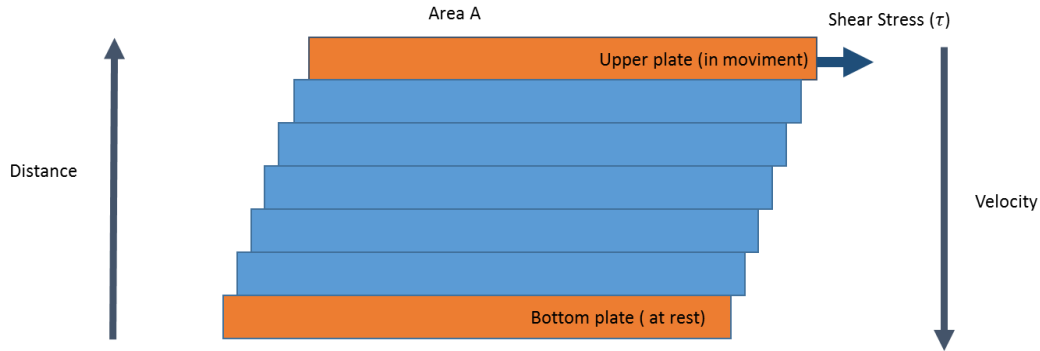 Area A
Shear Stress (τ)
Upper plate (in moviment)
Distance
Velocity
Bottom plate ( at rest)